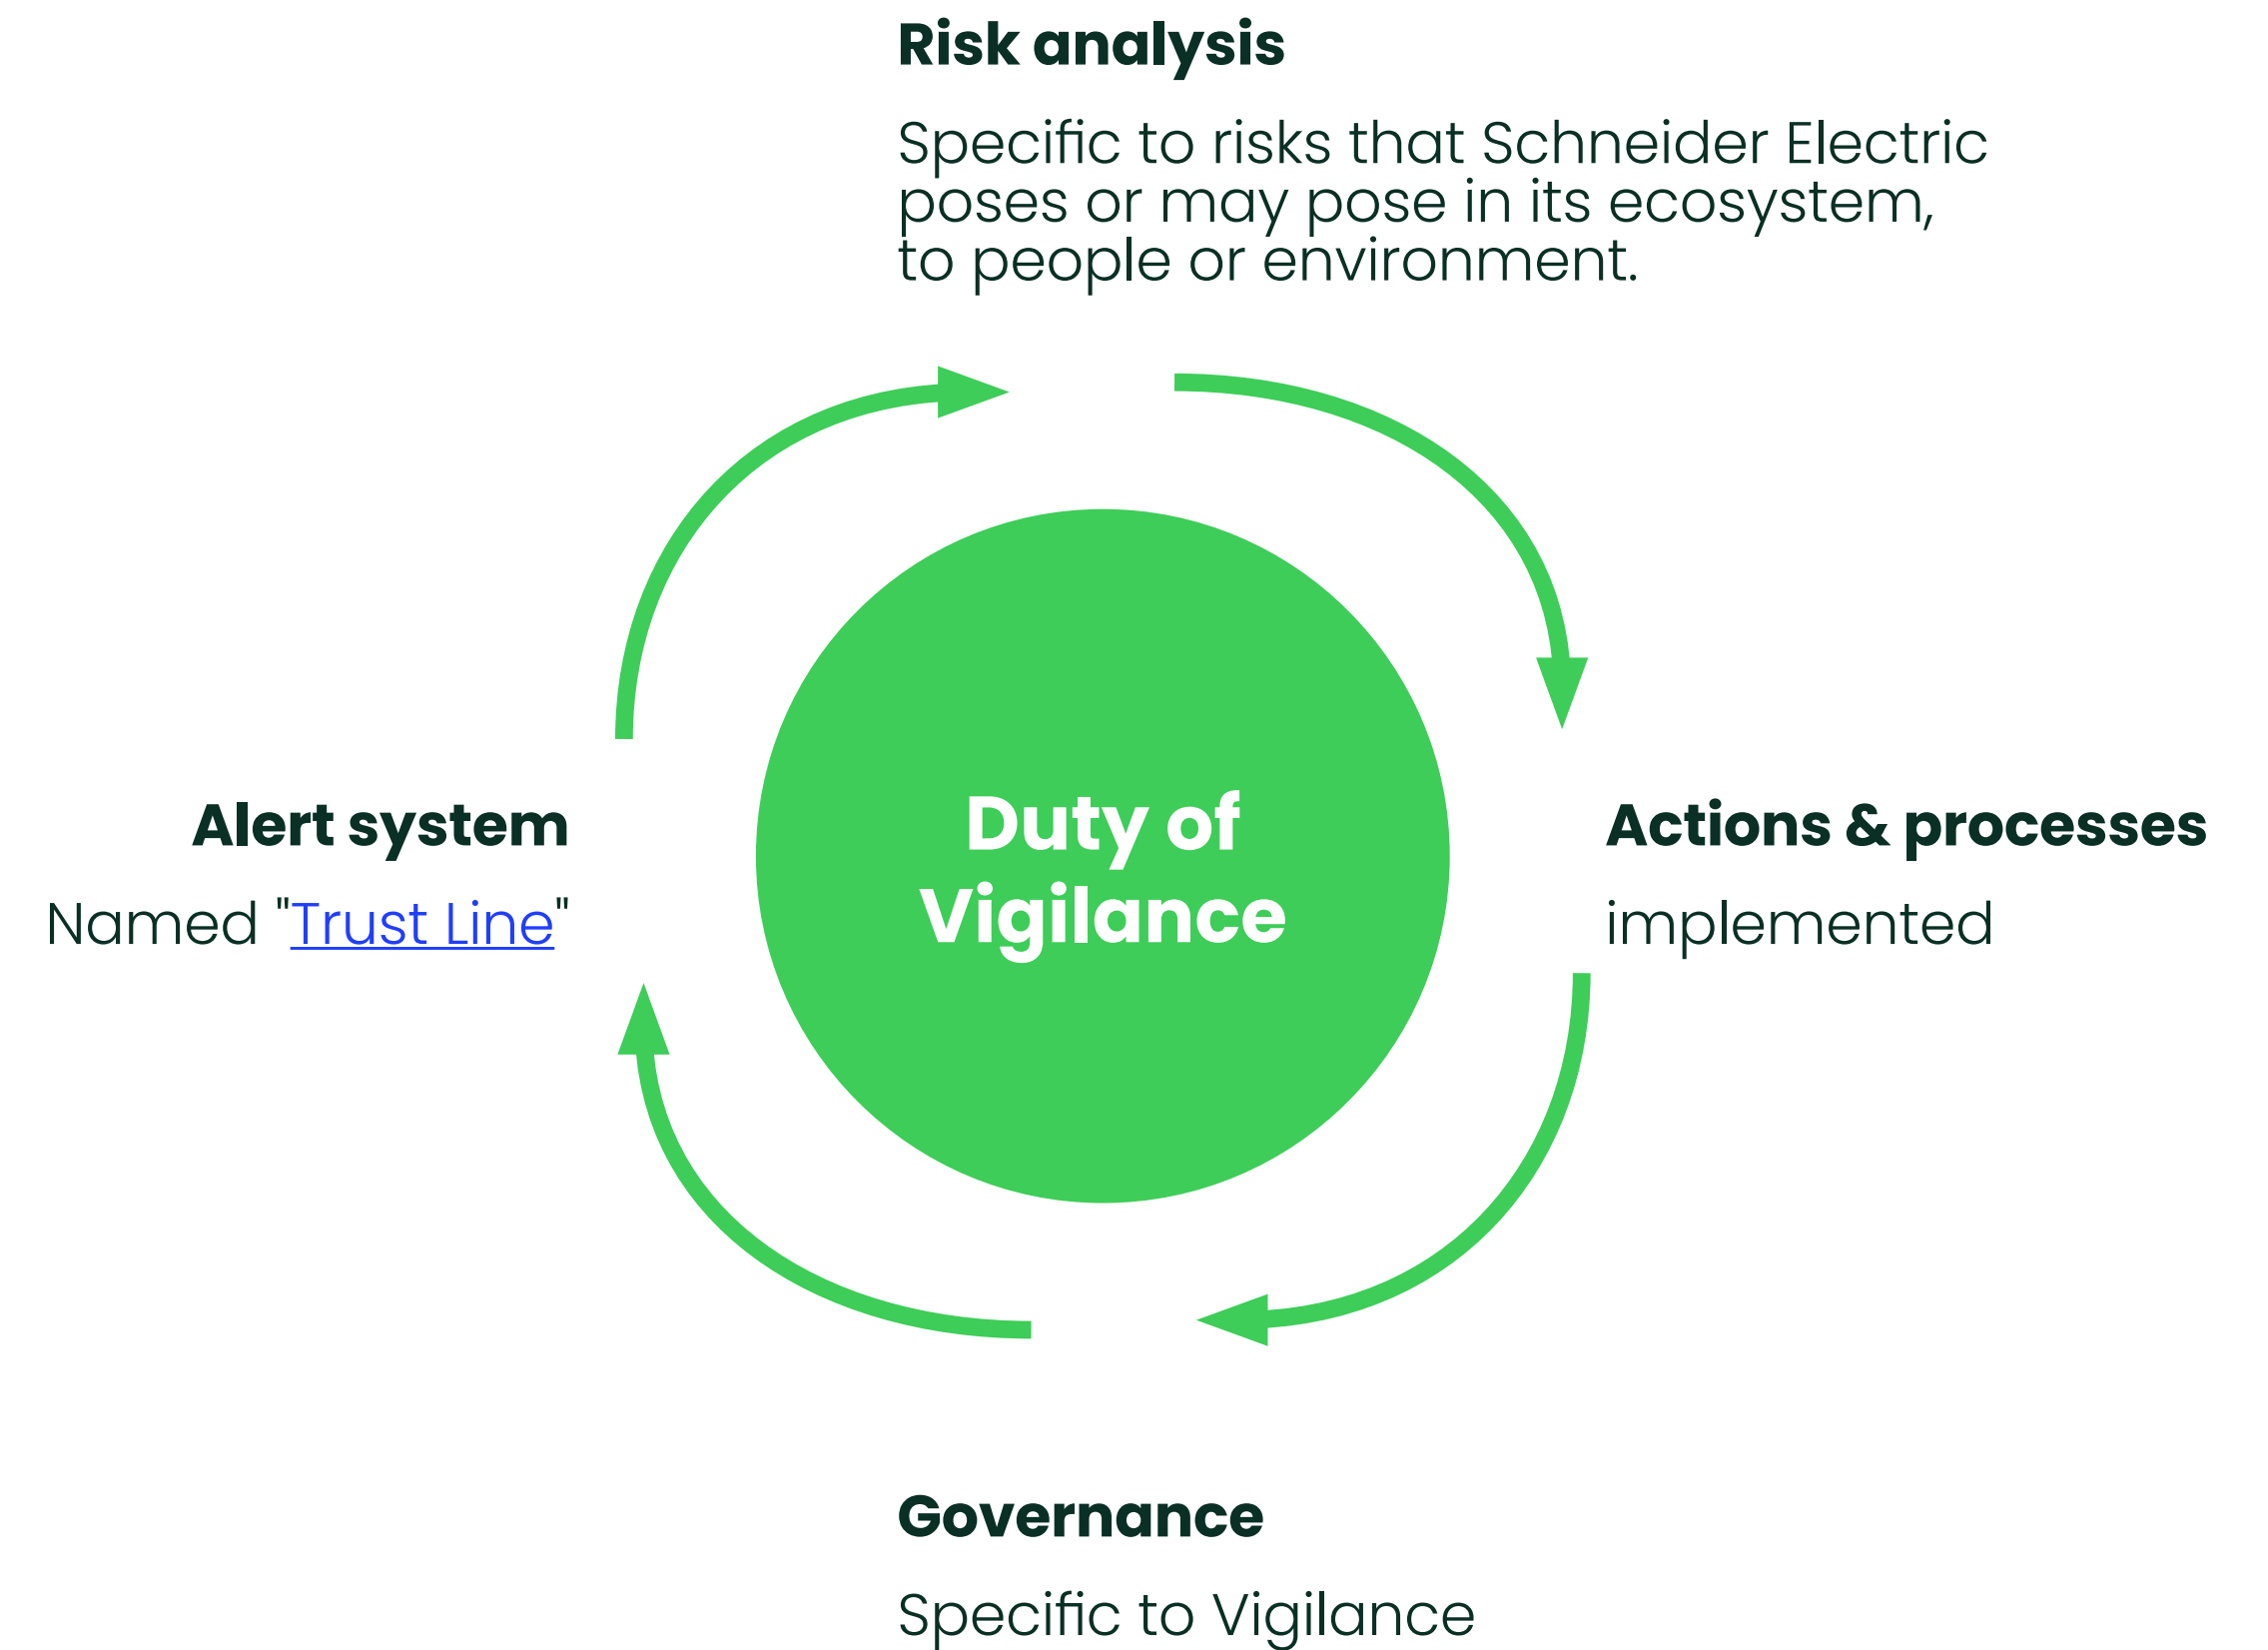 Risk analysis
Specific to risks that Schneider Electric
poses or may pose in its ecosystem,
to people or environment.
Alert system
Named "Trust Line"
Duty of
Vigilance
Actions & processes
implemented
Governance
Specific to Vigilance